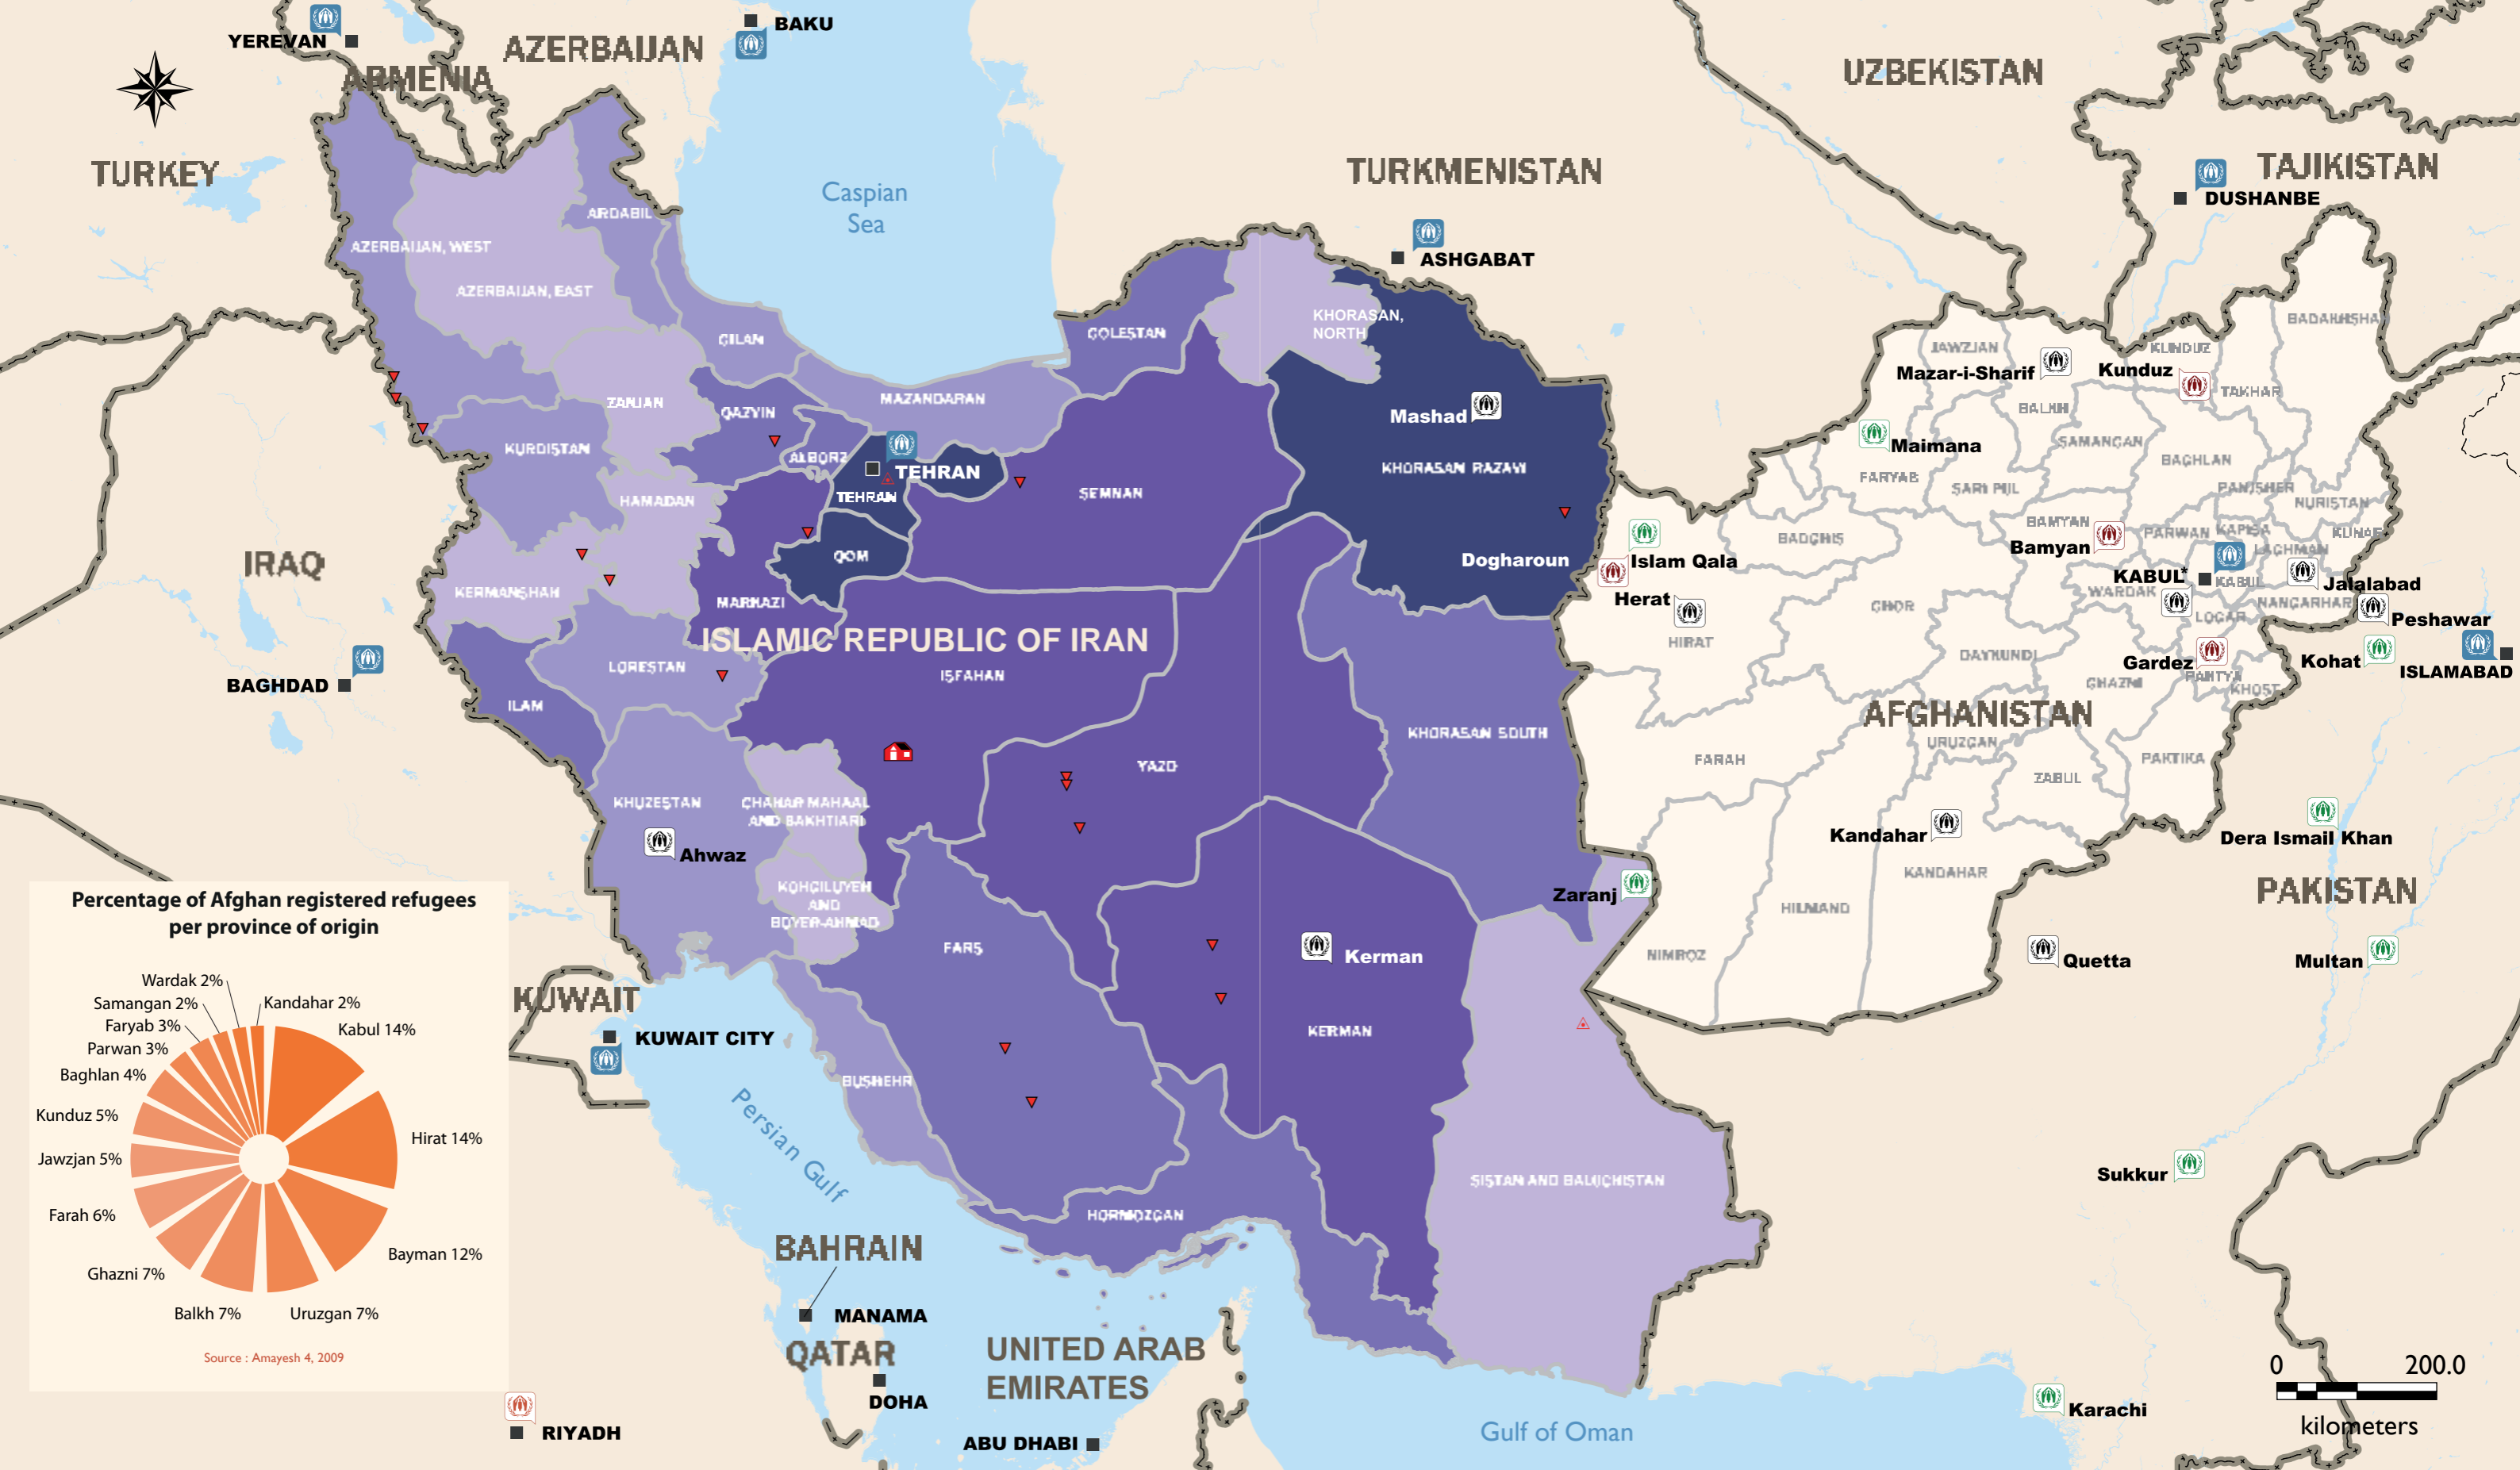 YEREVAN
ARMENIA
AZERBAIJAN
BAKU
UZBEKISTAN
TURKEY
Caspian
Sea
TURKMENISTAN
ASHGABAT
TAJIKISTAN
DUSHANBE
ARDABIL
AZERBAIJAN, WEST
AZERBAIJAN, EAST
GILAN
GOLESTAN
KHORASAN,
NORTH
ZANJAN
QAZVIN
MAZANDARAN
KURDISTAN
ALBORZ
TEHRAN
TEHRAN
SEMNAN
Mashad
KHORASAN RAZAVI
HAMADAN
QOM
Dogharoun
KERMANSHAH
MARKAZI
ISLAMIC REPUBLIC OF IRAN
ISFAHAN
LORESTAN
ILAM
KHORASAN SOUTH
YAZD
KHUZESTAN
CHAHAR MAHAAL
AND BAKHTIARI
Ahwaz
KOHGILUYEH
AND
BOYER-AHMAD
FARS
Kerman
KERMAN
BUSHEHR
HORMOZGAN
SISTAN AND BALUCHISTAN
IRAQ
BAGHDAD
KUWAIT
KUWAIT CITY
Persian Gulf
BAHRAIN
MANAMA
QATAR
DOHA
UNITED ARAB
EMIRATES
ABU DHABI
RIYADH
Gulf of Oman
JAWZJAN
Mazar-i-Sharif
KUNDUZ
Kunduz
BADAKHSHA
TAKHAR
BALKH
Maimana
SAMANGAN
FARYAB
SARI PUL
BAGHLAN
PANJSHER
NURISTAN
BADGHIS
BAMYAN
Bamyan
PARWAN
KAPISA
KUNAR
LAGHMAN
Islam Qala
Herat
HIRAT
GHOR
KABUL*
KABUL
Jalalabad
WARDAK
LOGAR
NANGARHAR
Peshawar
DAYKUNDI
Gardez
PAKTYA
KHOST
Kohat
ISLAMABAD
GHAZNI
AFGHANISTAN
URUZGAN
FARAH
ZABUL
PAKTIKA
Kandahar
KANDAHAR
Dera Ismail Khan
Zaranj
HILMAND
NIMROZ
PAKISTAN
Quetta
Multan
Sukkur
Karachi
0 200.0
kilometers
Percentage of Afghan registered refugees
per province of origin
Wardak 2%
Samangan 2%
Kandahar 2%
Faryab 3%
Kabul 14%
Parwan 3%
Baghlan 4%
Kunduz 5%
Hirat 14%
Jawzjan 5%
Farah 6%
Bayman 12%
Ghazni 7%
Balkh 7%
Uruzgan 7%
Source : Amayesh 4, 2009